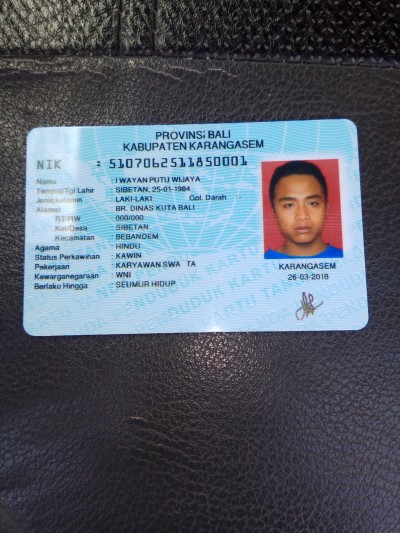 PROVINSI BALI
KABUPATEN KARANGASEM
NIK : 5107062511850001
Nama : I WAYAN PUTU WIJAYA
Tempat/Tgl Lahir : SIBETAN, 25-01-1984
Jenis kelamin : LAKI-LAKI Gol. Darah -
Alamat : BR. DINAS KUTA BALI
RT/RW : 000/000
Kel/Desa : SIBETAN
Kecamatan : BEBANDEM
Agama : HINDU
Status Perkawinan : KAWIN
Pekerjaan : KARYAWAN SWA TA
Kewarganegaraan : WNI
Berlaku Hingga : SEUMUR HIDUP
KARANGASEM
26-03-2018